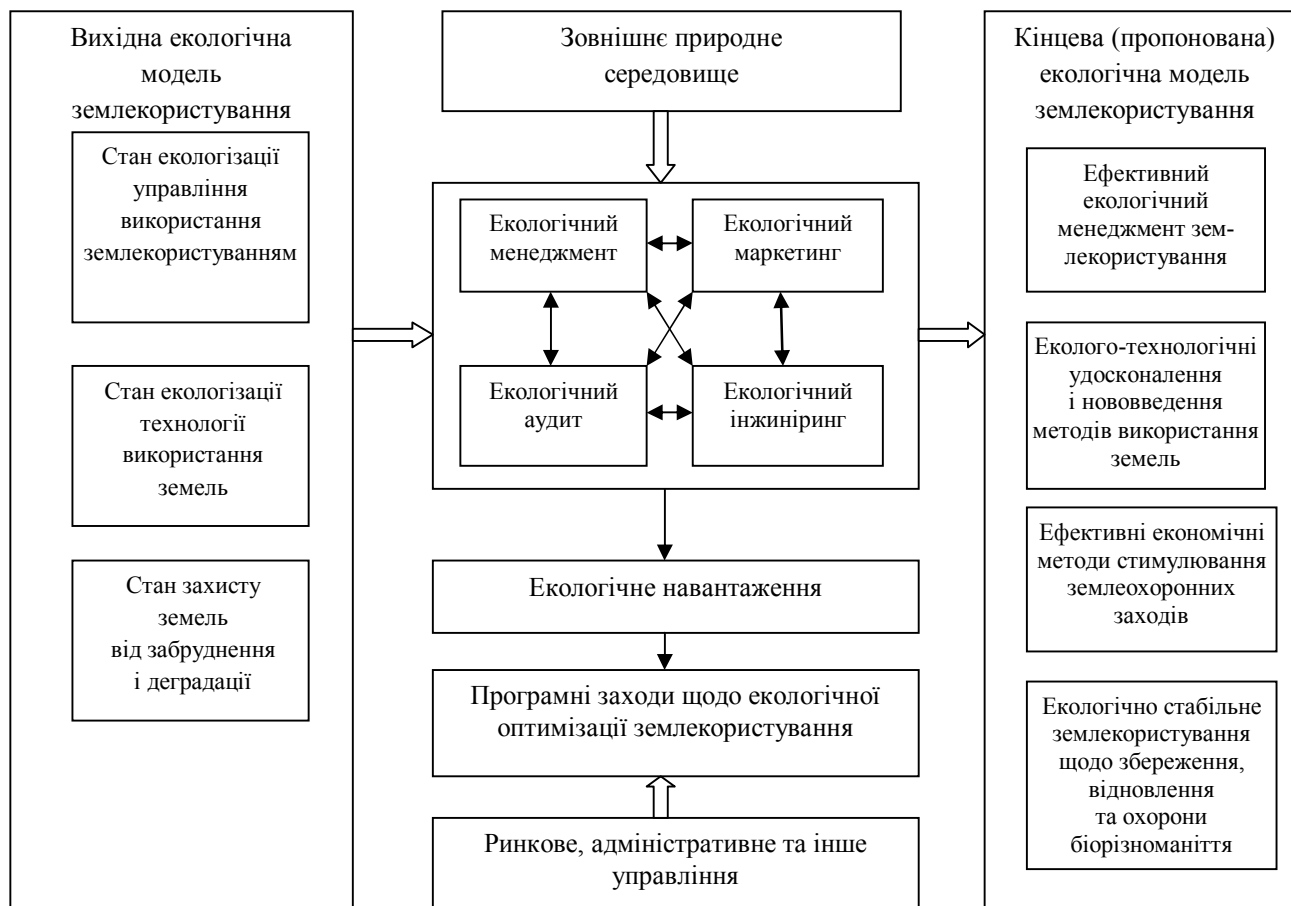 Вихідна екологічна
модель
землекористування
Стан екологізації
управління
використання
землекористуванням
Стан екологізації
технології
використання
земель
Стан захисту
земель
від забруднення
і деградації
Зовнішнє природне
середовище
Екологічний
менеджмент
Екологічний
маркетинг
Екологічний
аудит
Екологічний
інжиніринг
Екологічне навантаження
Програмні заходи щодо екологічної
оптимізації землекористування
Ринкове, адміністративне та інше
управління
Кінцева (пропонована)
екологічна модель
землекористування
Ефективний
екологічний
менеджмент зем-
лекористування
Еколого-технологічні
удосконалення
і нововведення
методів використання
земель
Ефективні економічні
методи стимулювання
землеохоронних
заходів
Екологічно стабільне
землекористування
щодо збереження,
відновлення
та охорони
біорізноманіття